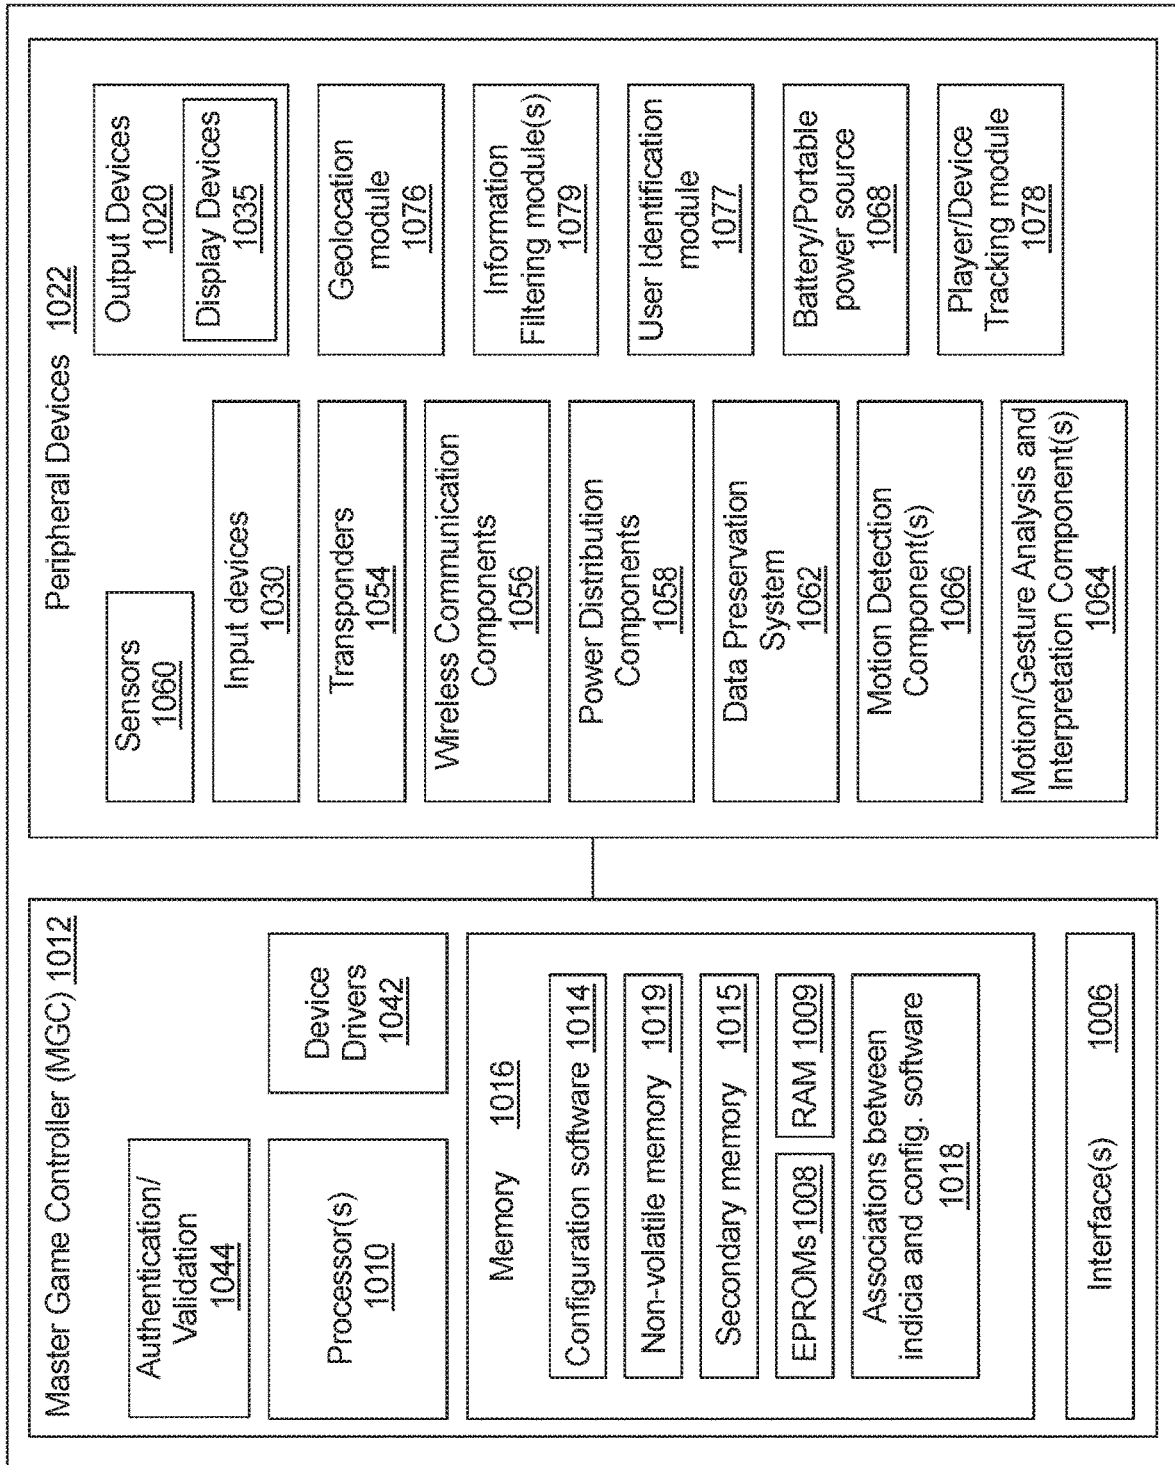 Master Game Controller (MGC) 1012
Authentication/
Validation
1044
Processor(s)
1010
Device
Drivers
1042
Memory 1016
Configuration software 1014
Non-volatile memory 1019
Secondary memory 1015
EPROMs1008
RAM 1009
Associations between
indicia and config. software
1018
Interface(s) 1006
Peripheral Devices 1022
Sensors
1060
Input devices
1030
Transponders
1054
Wireless Communication
Components
1056
Power Distribution
Components
1058
Data Preservation
System
1062
Motion Detection
Component(s)
1066
Motion/Gesture Analysis and
Interpretation Component(s)
1064
Output Devices
1020
Display Devices
1035
Geolocation
module
1076
Information
Filtering module(s)
1079
User Identification
module
1077
Battery/Portable
power source
1068
Player/Device
Tracking module
1078